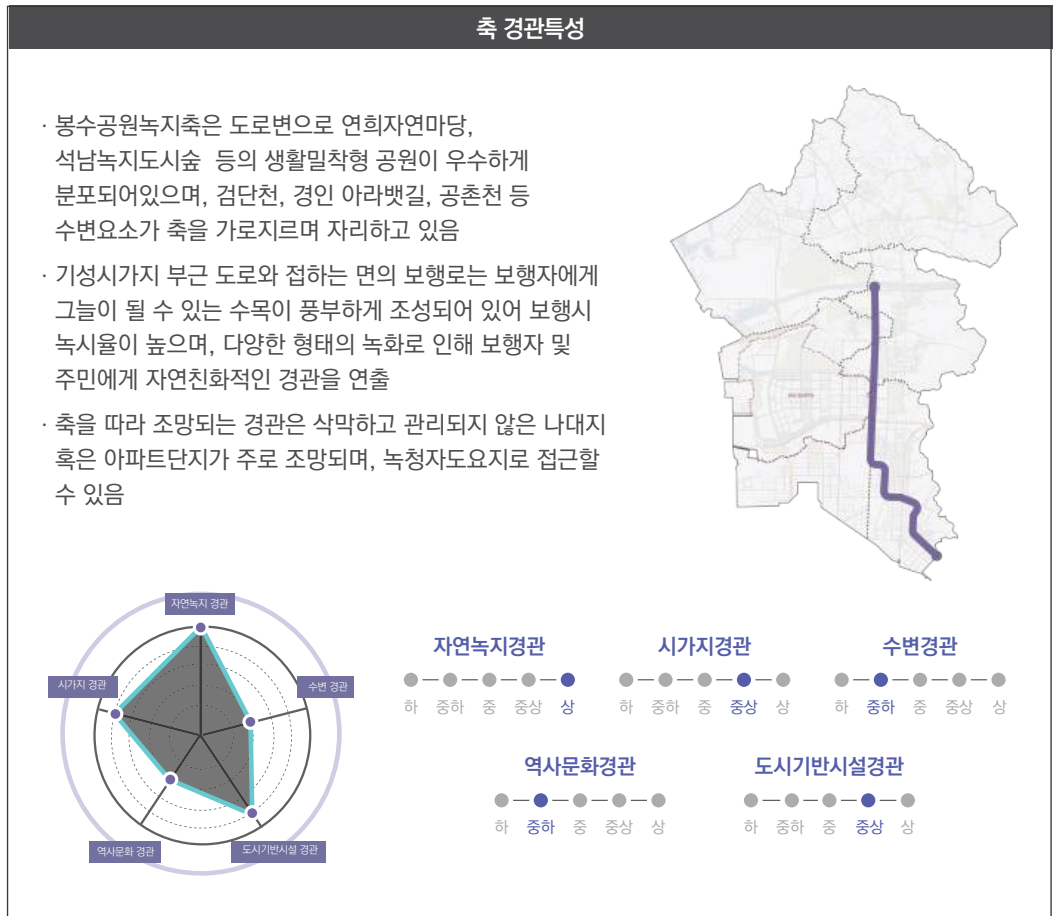 축 경관특성
· 봉수공원녹지축은 도로변으로 연희자연마당,
석남녹지도시숲 등의 생활밀착형 공원이 우수하게
분포되어있으며, 검단천, 경인 아라뱃길, 공촌천 등
수변요소가 축을 가로지르며 자리하고 있음
· 기성시가지 부근 도로와 접하는 면의 보행로는 보행자에게
그늘이 될 수 있는 수목이 풍부하게 조성되어 있어 보행시
녹시율이 높으며, 다양한 형태의 녹화로 인해 보행자 및
주민에게 자연친화적인 경관을 연출
· 축을 따라 조망되는 경관은 삭막하고 관리되지 않은 나대지
혹은 아파트단지가 주로 조망되며, 녹청자도요지로 접근할
수 있음
자연녹지 경관
시가지 경관
수변 경관
역사문화 경관
도시기반시설 경관
자연녹지경관
하 중하 중 중상 상
시가지경관
하 중하 중 중상 상
수변경관
하 중하 중 중상 상
역사문화경관
하 중하 중 중상 상
도시기반시설경관
하 중하 중 중상 상